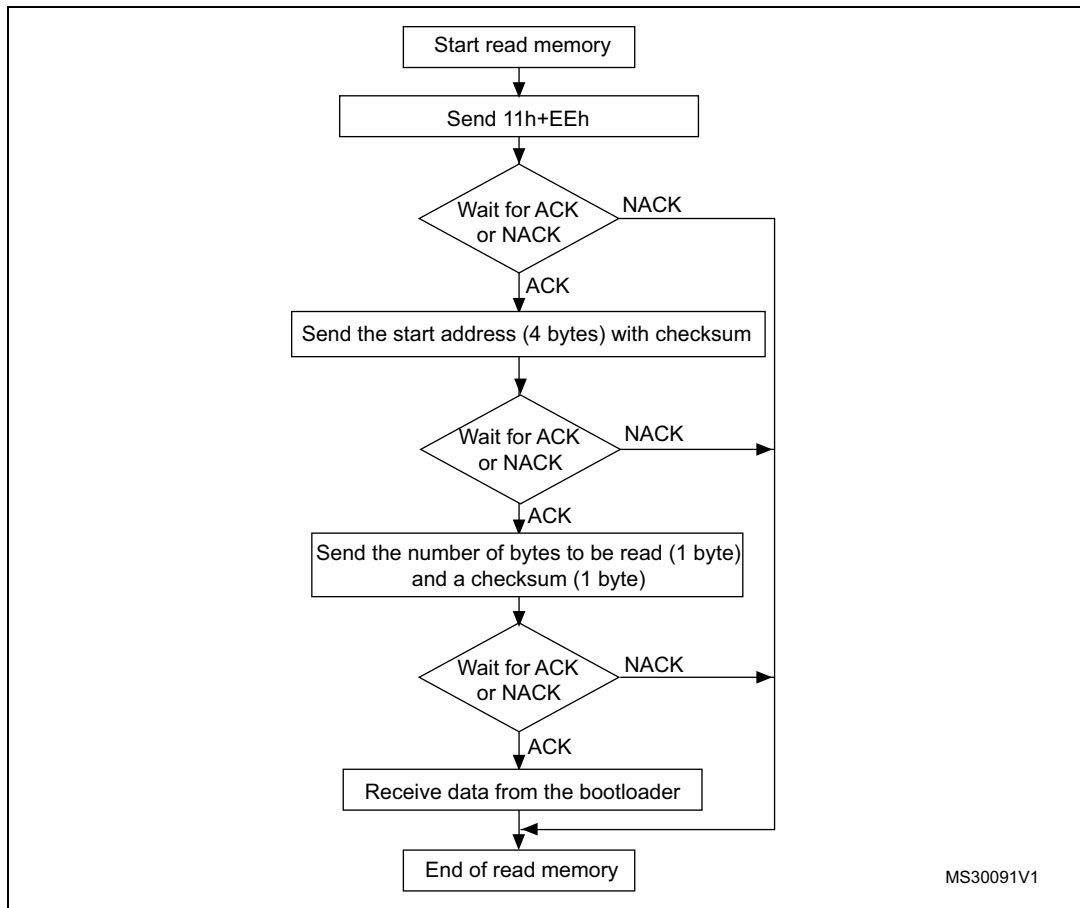 Start read memory
Send 11h+EEh
Wait for ACK
or NACK
NACK
ACK
Send the start address (4 bytes) with checksum
Wait for ACK
or NACK
NACK
ACK
Send the number of bytes to be read (1 byte)
and a checksum (1 byte)
Wait for ACK
or NACK
NACK
ACK
Receive data from the bootloader
End of read memory
MS30091V1